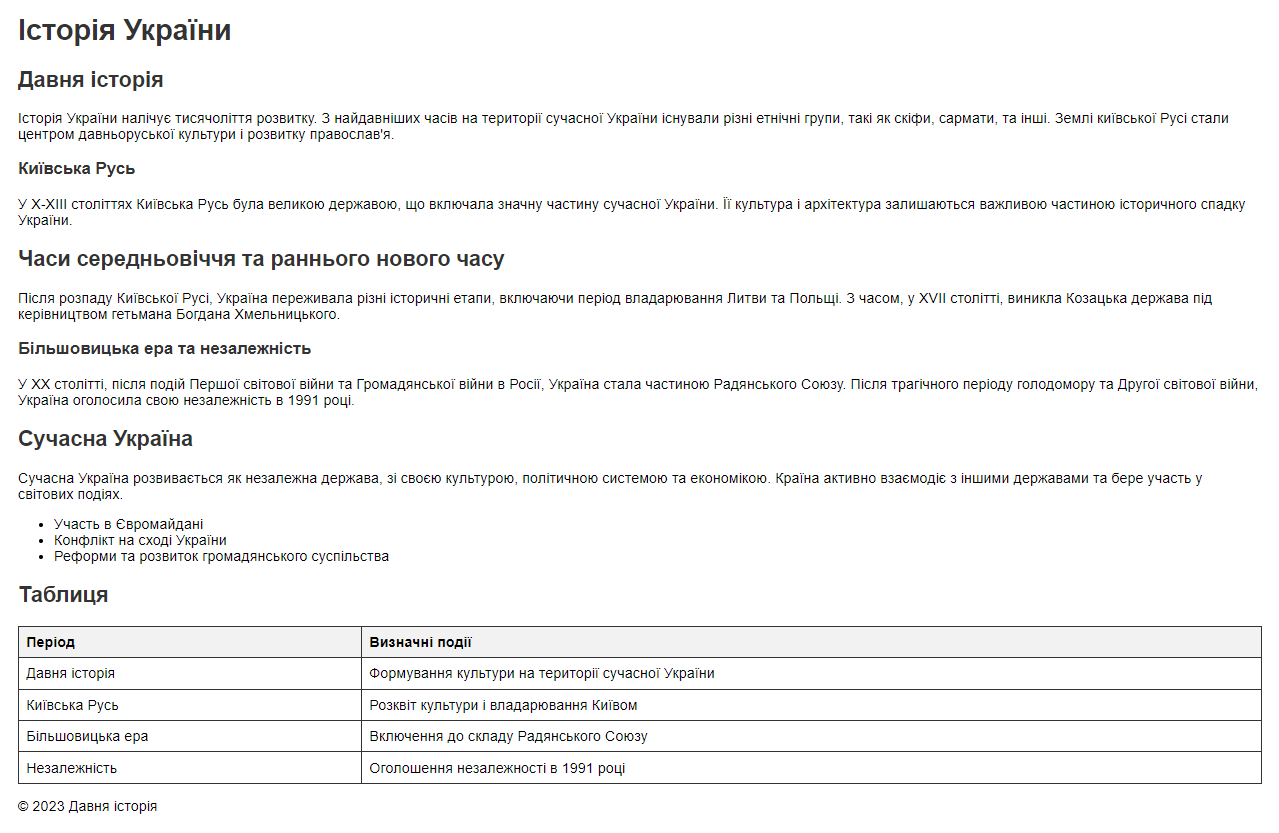 Історія України
Давня історія
Історія України налічує тисячоліття розвитку. З найдавніших часів на території сучасної України існували різні етнічні групи, такі як скіфи, сармати, та інші. Землі київської Русі стали
центром давньоруської культури і розвитку православ'я.
Київська Русь
У X-XIII століттях Київська Русь була великою державою, що включала значну частину сучасної України. Її культура і архітектура залишаються важливою частиною історичного спадку
України.
Часи середньовіччя та раннього нового часу
Після розпаду Київської Русі, Україна переживала різні історичні етапи, включаючи період владарювання Литви та Польщі. З часом, у XVII столітті, виникла Козацька держава під
керівництвом гетьмана Богдана Хмельницького.
Більшовицька ера та незалежність
У XX столітті, після подій Першої світової війни та Громадянської війни в Росії, Україна стала частиною Радянського Союзу. Після трагічного періоду голодомору та Другої світової війни,
Україна оголосила свою незалежність в 1991 році.
Сучасна Україна
Сучасна Україна розвивається як незалежна держава, зі своєю культурою, політичною системою та економікою. Країна активно взаємодіє з іншими державами та бере участь у
світових подіях.
• Участь в Євромайдані
• Конфлікт на сході України
• Реформи та розвиток громадянського суспільства
Таблиця
Період Визначні події
Давня історія Формування культури на території сучасної України
Київська Русь Розквіт культури і владарювання Київом
Більшовицька ера Включення до складу Радянського Союзу
Незалежність Оголошення незалежності в 1991 році
© 2023 Давня історія